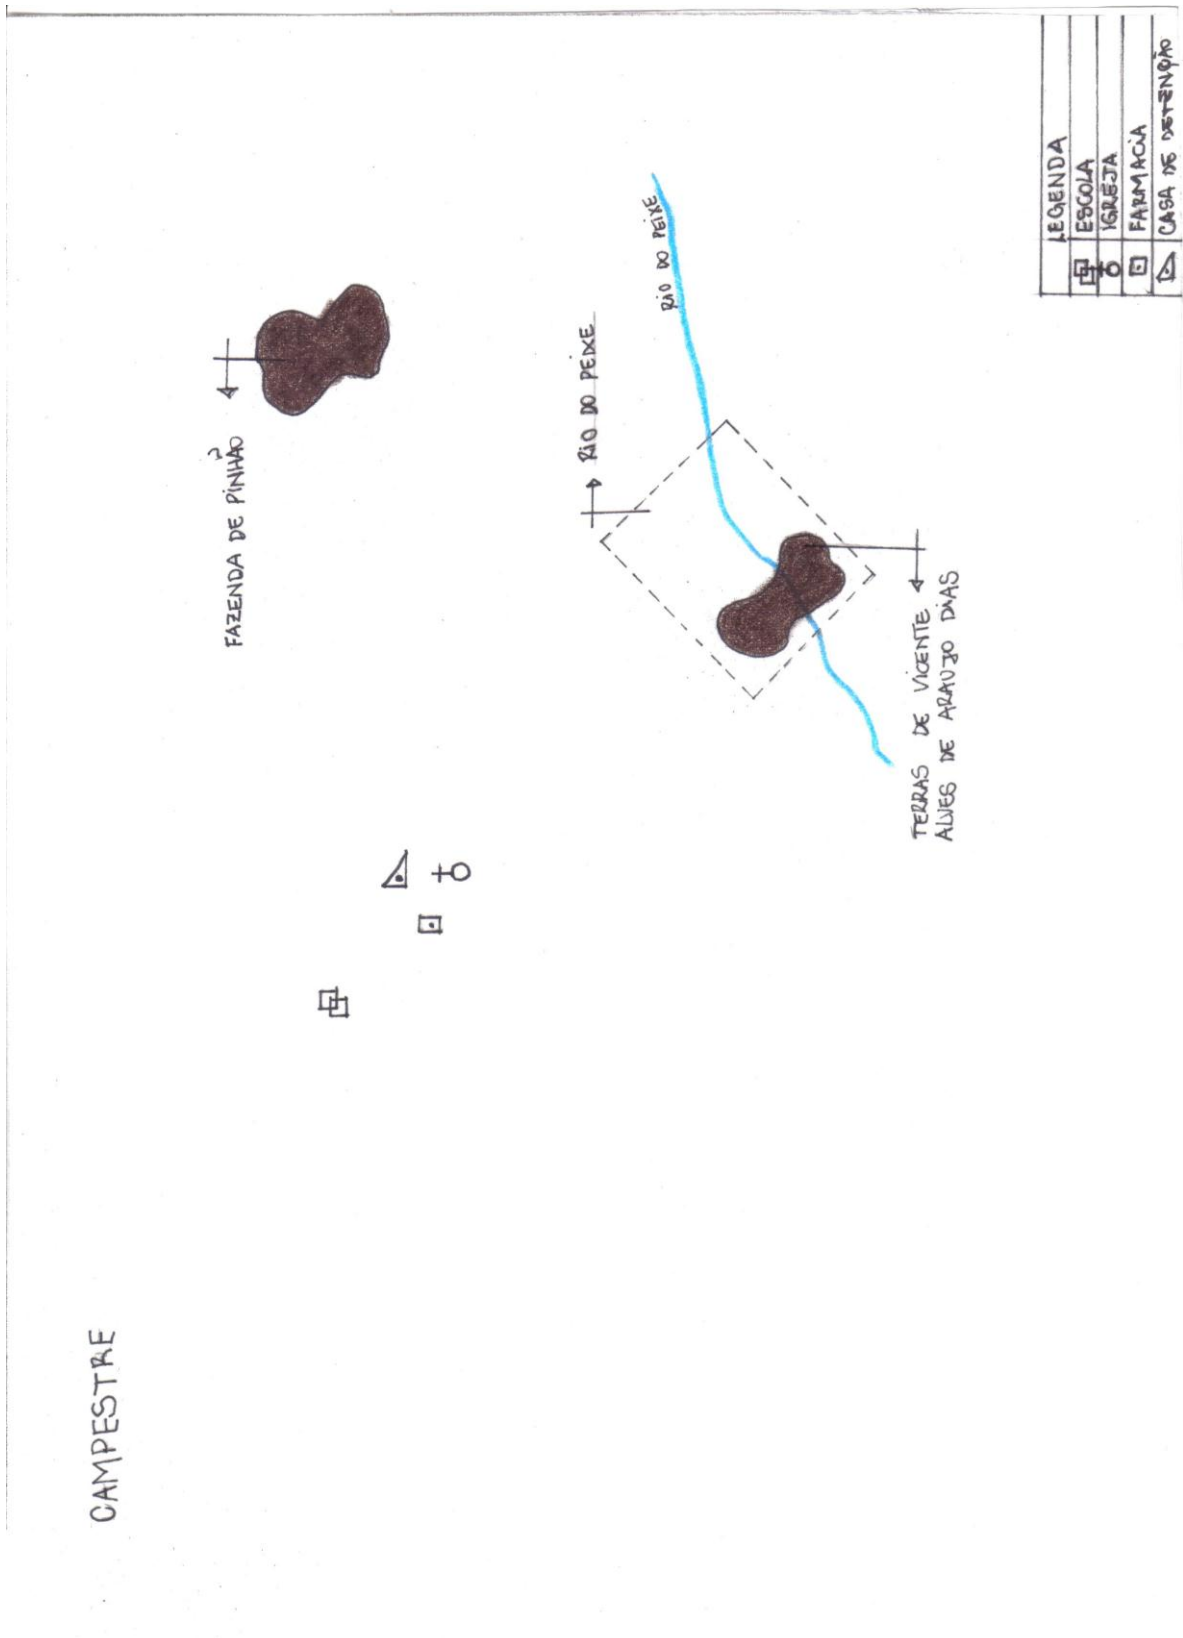 CAMPESTRE
FAZENDA DE PINHÃO
RIO DO PEIXE
RIO DO PEIXE
TERRAS DE VICENTE
ALVES DE ARAUJO DIAS
LEGENDA
ESCOLA
IGREJA
FARMACIA
CASA DE DETENÇÃO